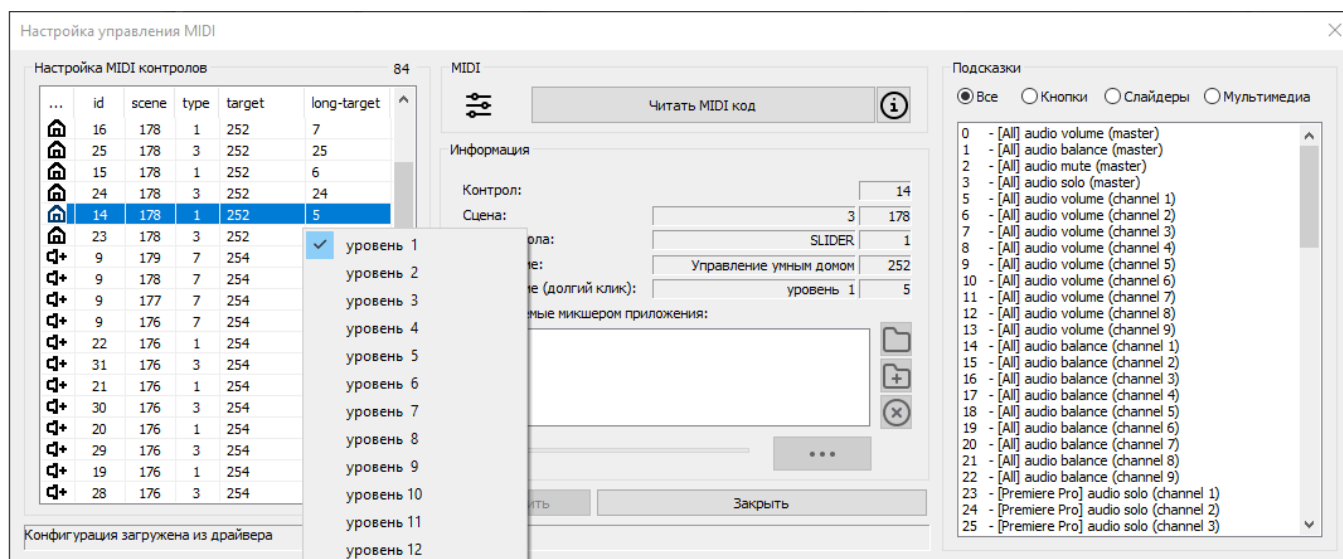 Настройка управления MIDI
Настройка MIDI контролов 84
... id scene type target long-target
16 178 1 252 7
25 178 3 252 25
15 178 1 252 6
24 178 3 252 24
14 178 1 252 5
23 178 3 252
9 179 7 254
9 178 7 254
9 177 7 254
9 176 7 254
22 176 1 254
31 176 3 254
21 176 1 254
30 176 3 254
20 176 1 254
29 176 3 254
19 176 1 254
28 176 3 254
Конфигурация загружена из драйвера
уровень 1
уровень 2
уровень 3
уровень 4
уровень 5
уровень 6
уровень 7
уровень 8
уровень 9
уровень 10
уровень 11
уровень 12
MIDI
Читать MIDI код
Информация
Контрол: 14
Сцена: 3 178
SLIDER 1
Управление умным домом 252
(долгий клик): уровень 1 5
микшером приложения:
...
Закрыть
Подсказки
Все Кнопки Слайдеры Мультимедиа
0 - [All] audio volume (master)
1 - [All] audio balance (master)
2 - [All] audio mute (master)
3 - [All] audio solo (master)
5 - [All] audio volume (channel 1)
6 - [All] audio volume (channel 2)
7 - [All] audio volume (channel 3)
8 - [All] audio volume (channel 4)
9 - [All] audio volume (channel 5)
10 - [All] audio volume (channel 6)
11 - [All] audio volume (channel 7)
12 - [All] audio volume (channel 8)
13 - [All] audio volume (channel 9)
14 - [All] audio balance (channel 1)
15 - [All] audio balance (channel 2)
16 - [All] audio balance (channel 3)
17 - [All] audio balance (channel 4)
18 - [All] audio balance (channel 5)
19 - [All] audio balance (channel 6)
20 - [All] audio balance (channel 7)
21 - [All] audio balance (channel 8)
22 - [All] audio balance (channel 9)
23 - [Premiere Pro] audio solo (channel 1)
24 - [Premiere Pro] audio solo (channel 2)
25 - [Premiere Pro] audio solo (channel 3)